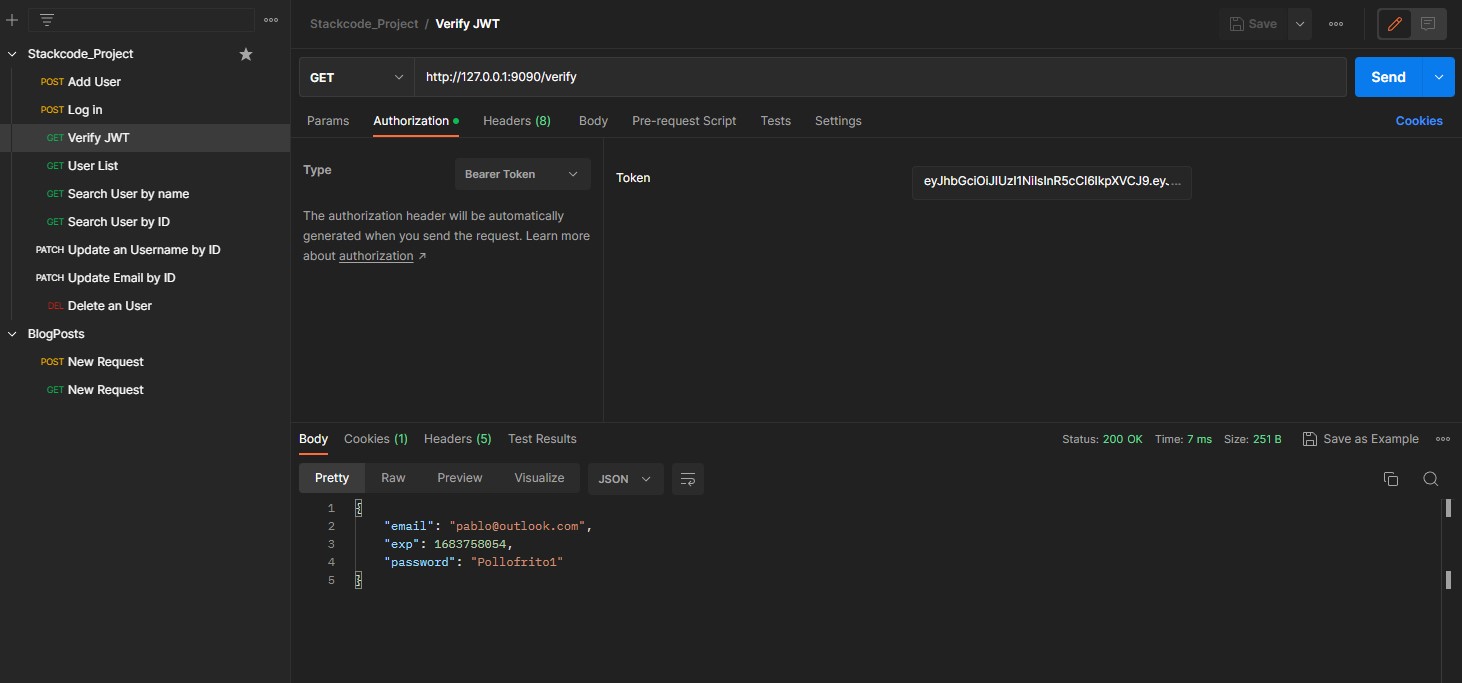 Stackcode_Project / Verify JWT
Save
Stackcode_Project
POST Add User
POST Log in
GET Verify JWT
GET User List
GET Search User by name
GET Search User by ID
PATCH Update an Username by ID
PATCH Update Email by ID
DEL Delete an User
BlogPosts
POST New Request
GET New Request
GET http://127.0.0.1:9090/verify Send
Params Authorization Headers (8) Body Pre-request Script Tests Settings Cookies
Type Bearer Token
The authorization header will be automatically
generated when you send the request. Learn more
about authorization ↗
Token eyJhbGciOiJIUzI1NiIsInR5cCI6IkpXVCJ9.ey...
Body Cookies (1) Headers (5) Test Results Status: 200 OK Time: 7 ms Size: 251 B Save as Example
Pretty Raw Preview Visualize JSON
1 {
2 "email": "pablo@outlook.com",
3 "exp": 1683758054,
4 "password": "Pollofrito1"
5 }